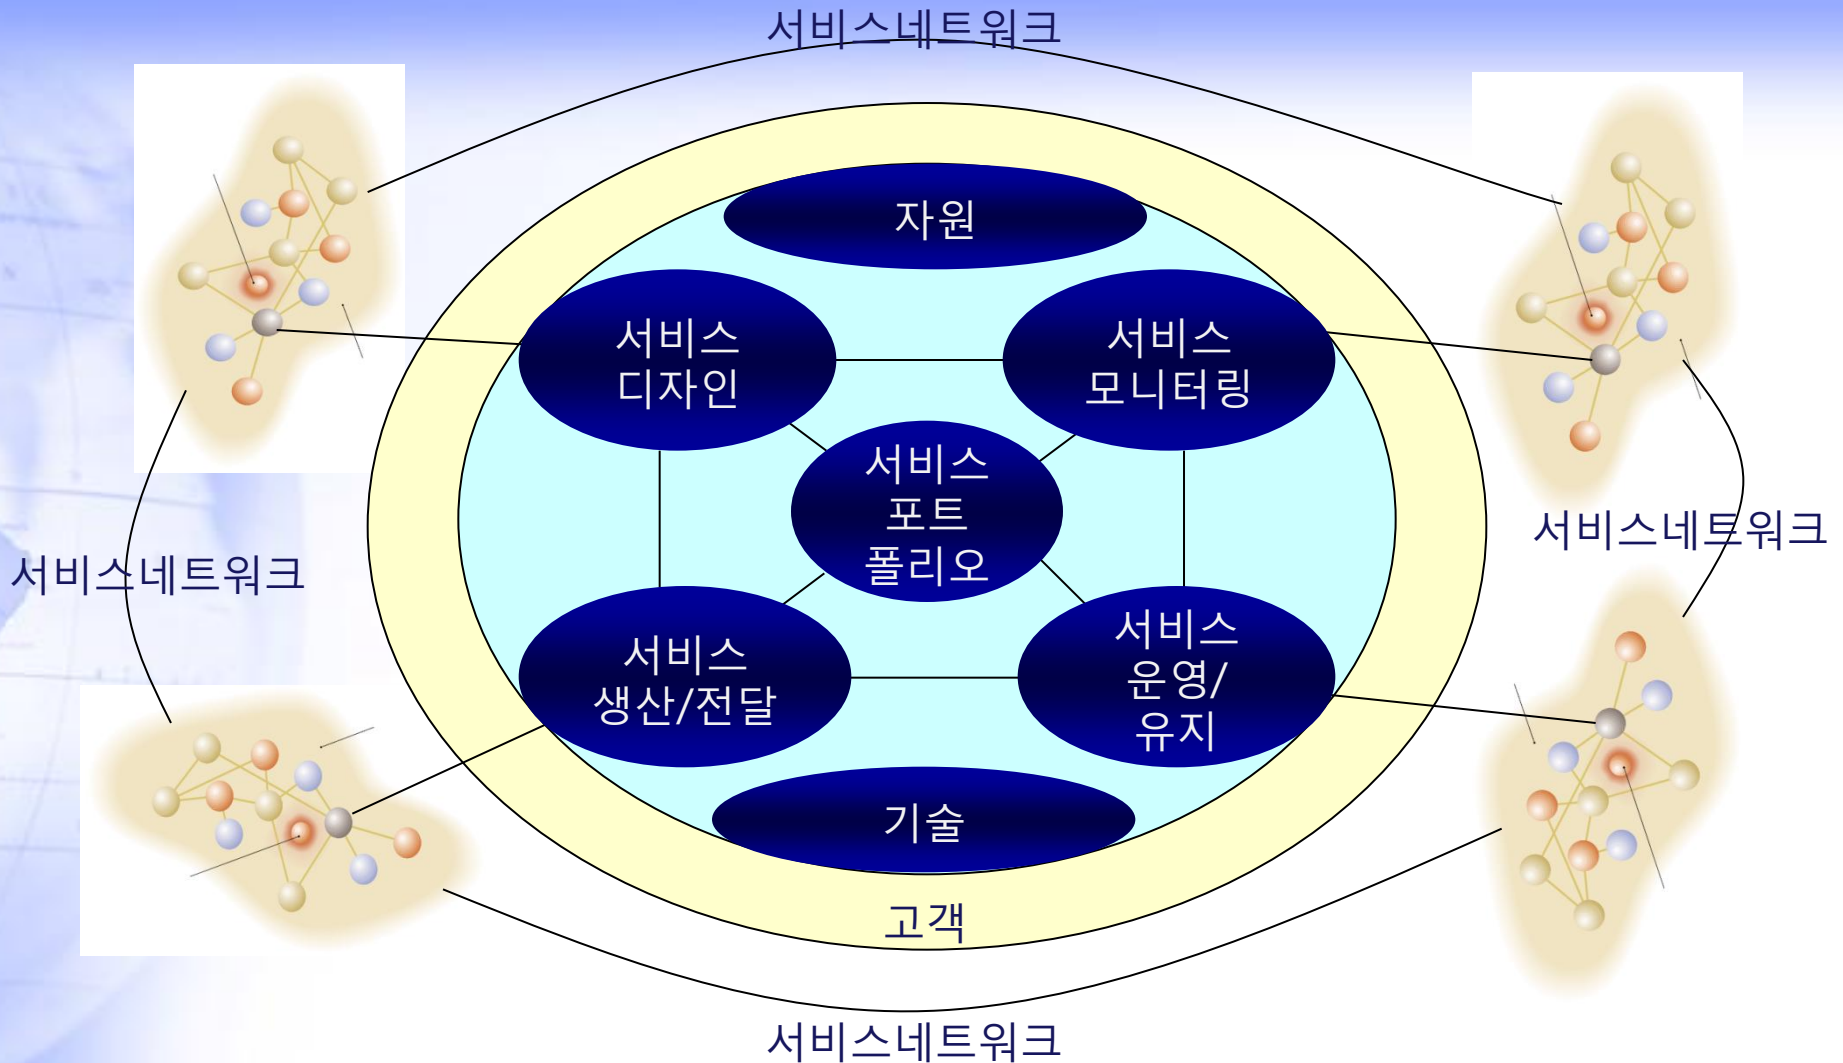 서비스네트워크
자원
서비스
디자인
서비스
모니터링
서비스
포트
폴리오
서비스네트워크
서비스네트워크
서비스
생산/전달
서비스
운영/
유지
기술
고객
서비스네트워크